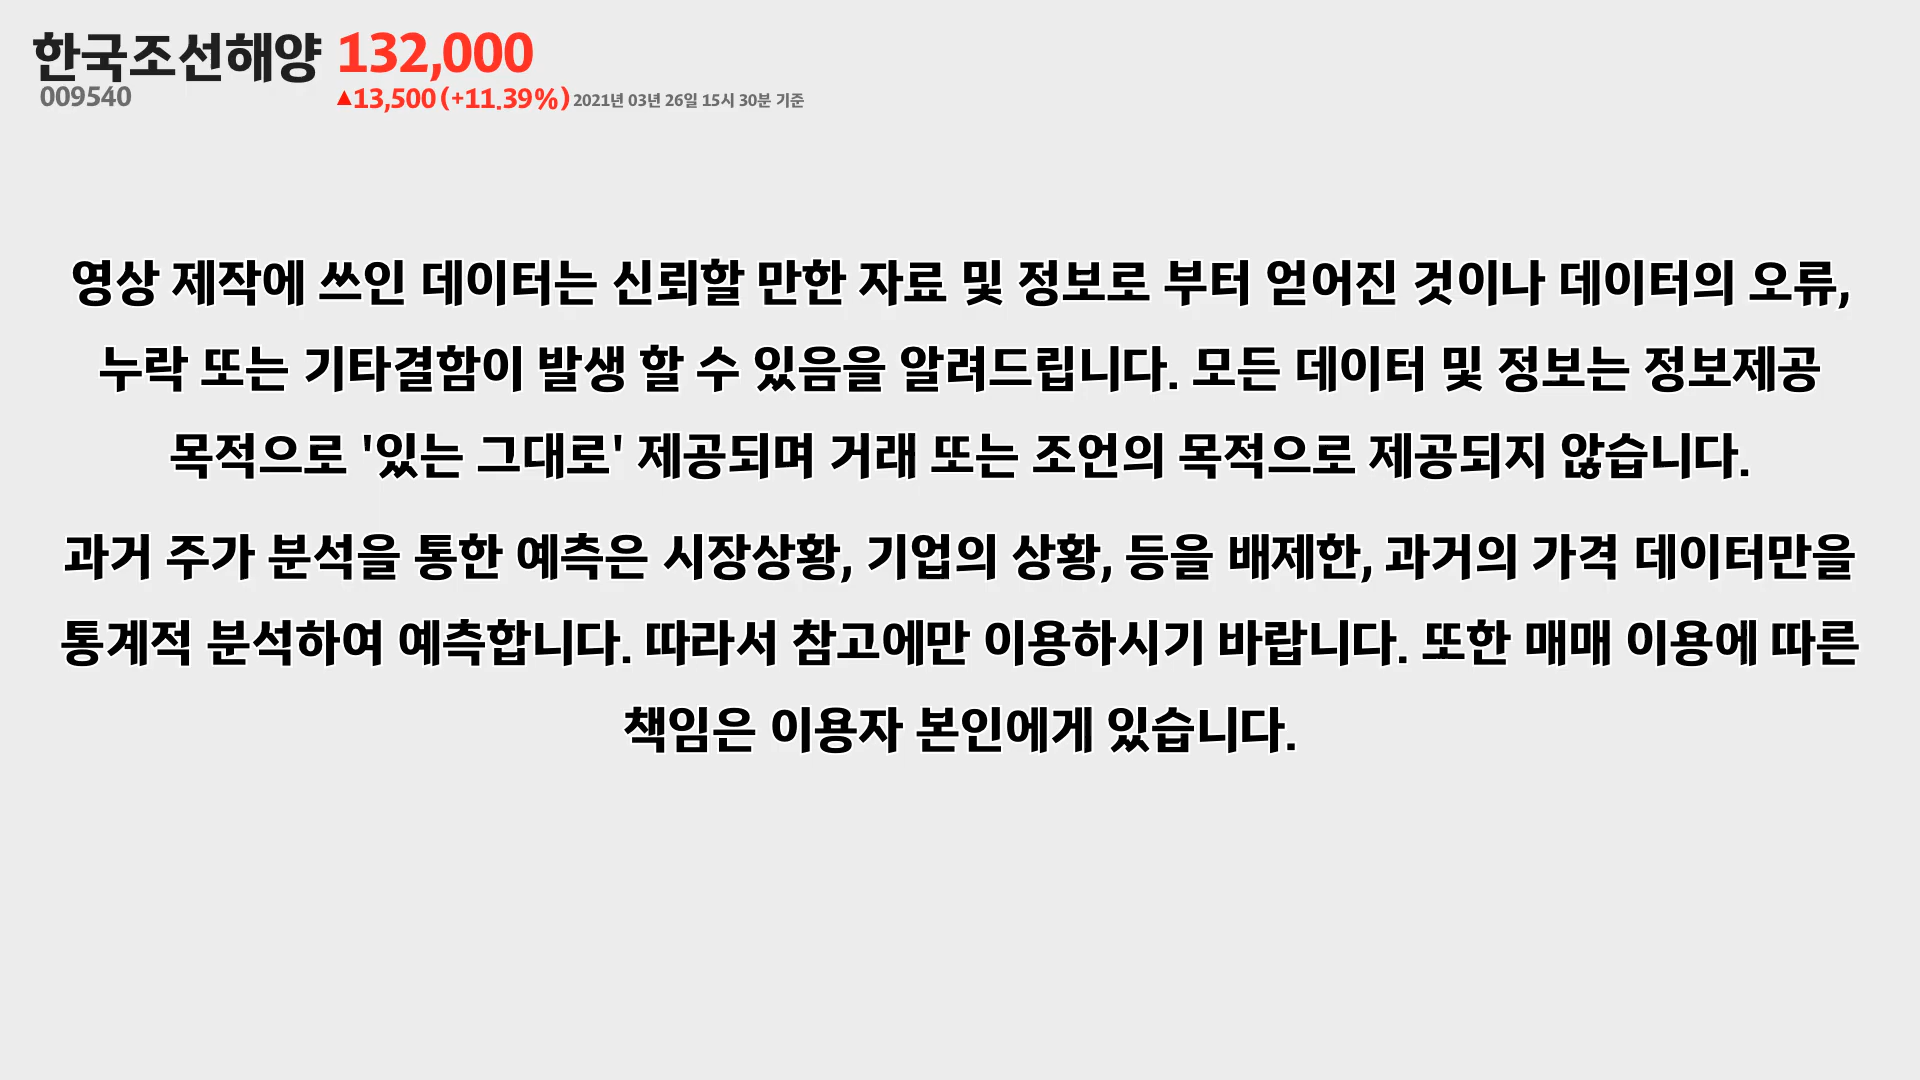 한국조선해양 132,000
009540 ▲13,500(+11.39%) 2021년 03년 26일 15시 30분 기준
영상 제작에 쓰인 데이터는 신뢰할 만한 자료 및 정보로 부터 얻어진 것이나 데이터의 오류,
누락 또는 기타결함이 발생 할 수 있음을 알려드립니다. 모든 데이터 및 정보는 정보제공
목적으로 '있는 그대로' 제공되며 거래 또는 조언의 목적으로 제공되지 않습니다.
과거 주가 분석을 통한 예측은 시장상황, 기업의 상황, 등을 배제한, 과거의 가격 데이터만을
통계적 분석하여 예측합니다. 따라서 참고에만 이용하시기 바랍니다. 또한 매매 이용에 따른
책임은 이용자 본인에게 있습니다.